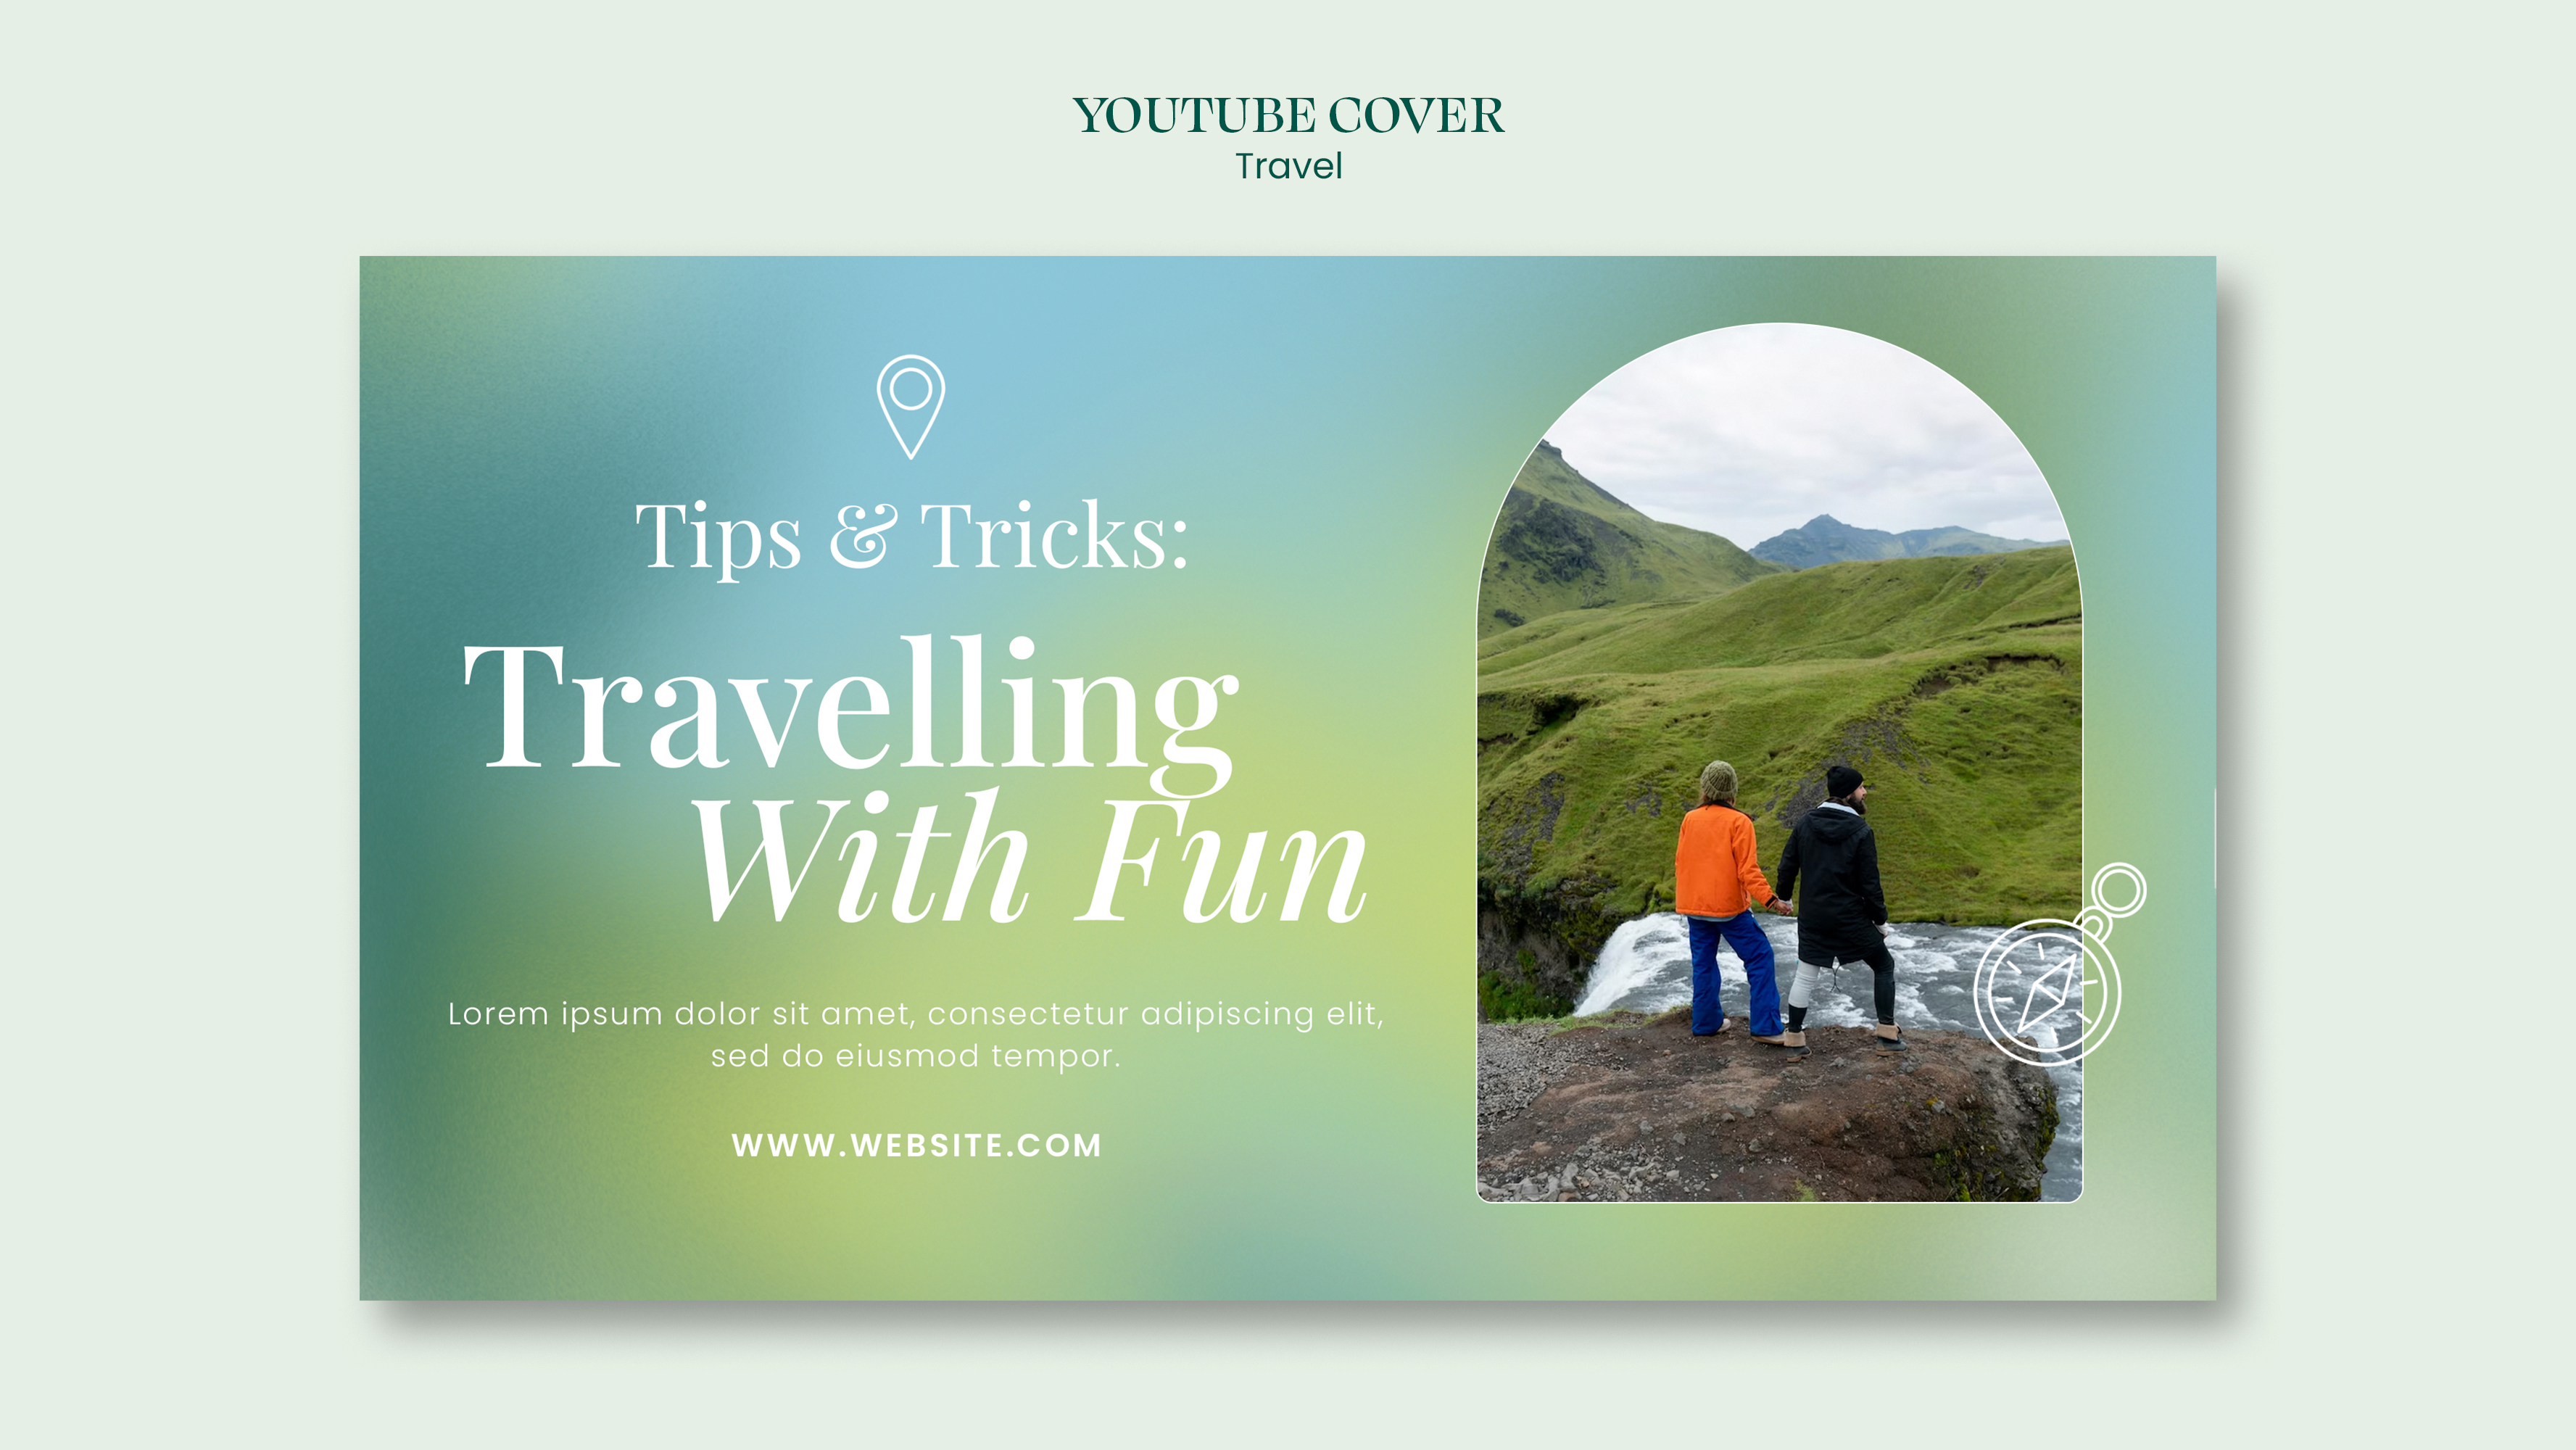 YOUTUBE COVER
Travel
Tips & Tricks:
Travelling
With Fun
Lorem ipsum dolor sit amet, consectetur adipiscing elit,
sed do eiusmod tempor.
WWW.WEBSITE.COM